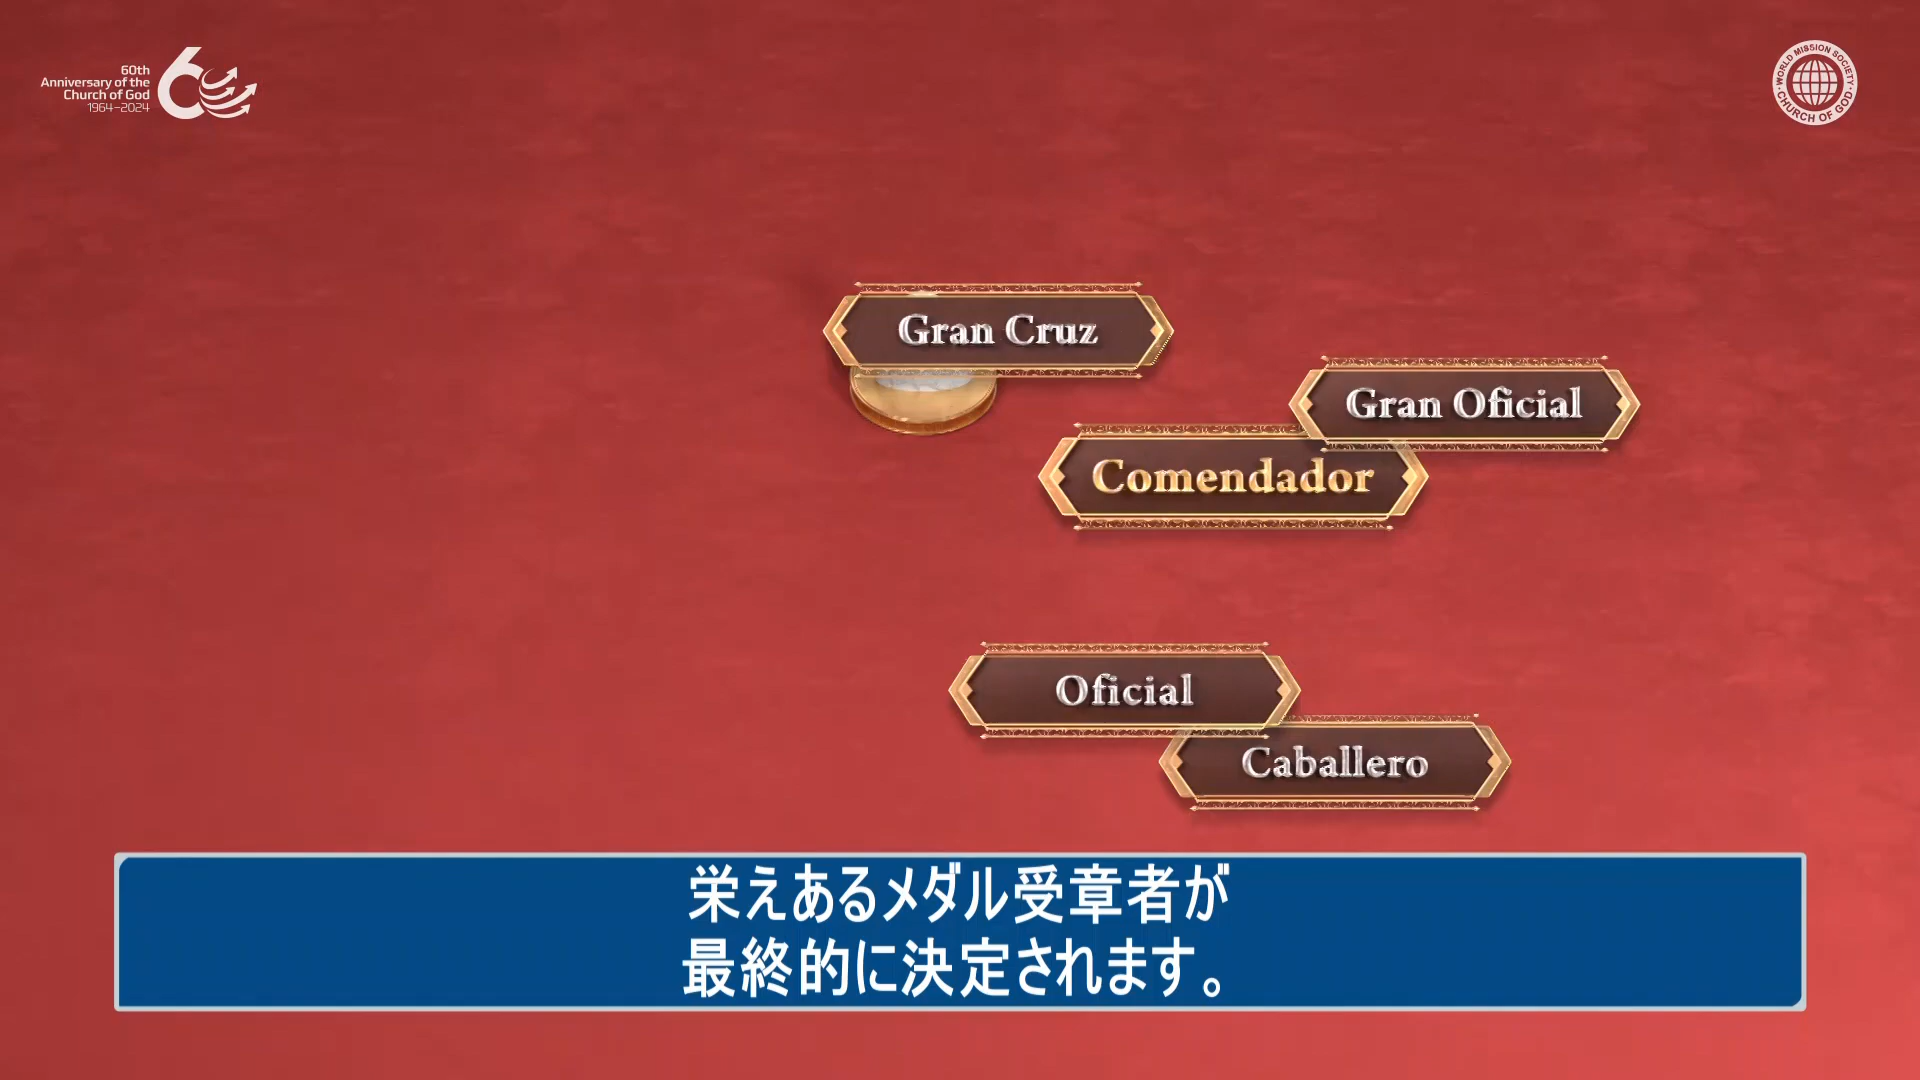 60th
Anniversary of the
Church of God
1964–2024
60
WORLD MISSION SOCIETY
CHURCH OF GOD
Gran Cruz
Gran Oficial
Comendador
Oficial
Caballero
栄えあるメダル受章者が
最終的に決定されます。